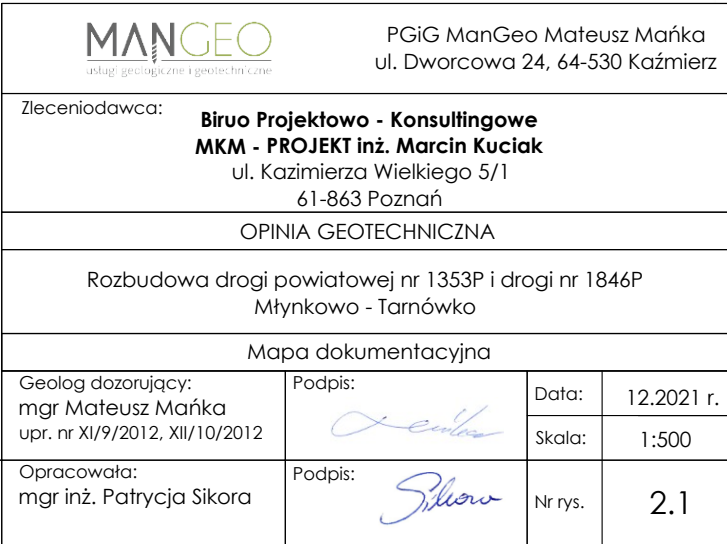 MANGEO
usługi geologiczne i geotechniczne
PGiG ManGeo Mateusz Mańka
ul. Dworcowa 24, 64-530 Kaźmierz
Zleceniodawca:
Biruo Projektowo - Konsultingowe
MKM - PROJEKT inż. Marcin Kuciak
ul. Kazimierza Wielkiego 5/1
61-863 Poznań
OPINIA GEOTECHNICZNA
Rozbudowa drogi powiatowej nr 1353P i drogi nr 1846P
Młynkowo - Tarnówko
Mapa dokumentacyjna
Geolog dozorujący:
mgr Mateusz Mańka
upr. nr XI/9/2012, XII/10/2012
Podpis:
Data:
12.2021 r.
Skala:
1:500
Opracowała:
mgr inż. Patrycja Sikora
Podpis:
Sikora
Nr rys.
2.1